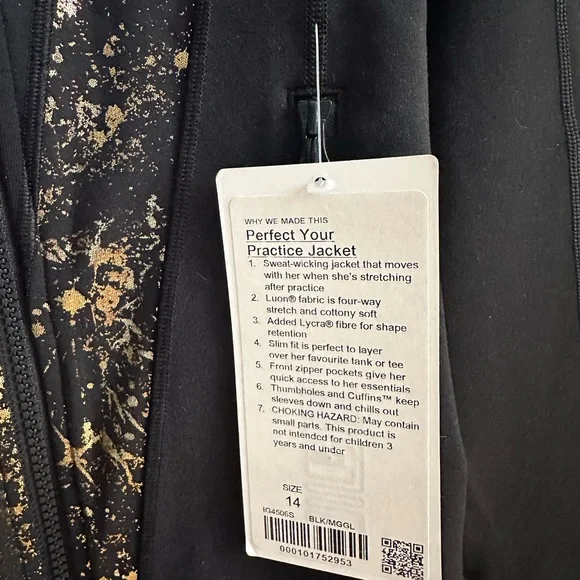 WHY WE MADE THIS
Perfect Your
Practice Jacket
1. Sweat-wicking jacket that moves
with her when she's stretching
after practice
2. Luon® fabric is four-way
stretch and cottony soft
3. Added Lycra® fibre for shape
retention
4. Slim fit is perfect to layer
over her favourite tank or tee
5. Front zipper pockets give her
quick access to her essentials
6. Thumbholes and Cuffins™ keep
sleeves down and chills out
7. CHOKING HAZARD: May contain
small parts. This product is
not intended for children 3
years and under
SIZE
14
IG4506S BLK/MGGL
000101752953